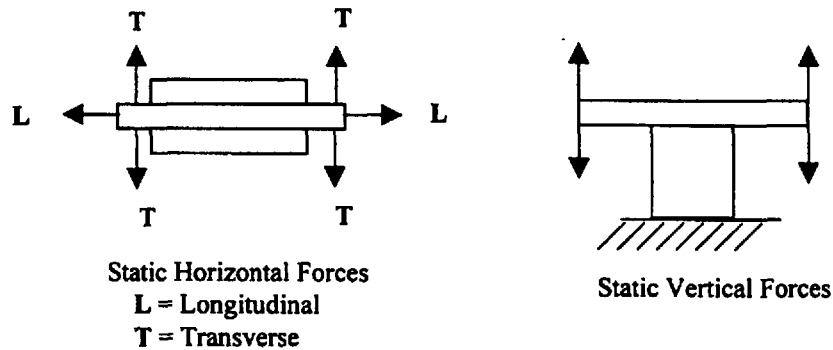 T
T
L
L
T
T
Static Horizontal Forces
L = Longitudinal
T = Transverse
Static Vertical Forces